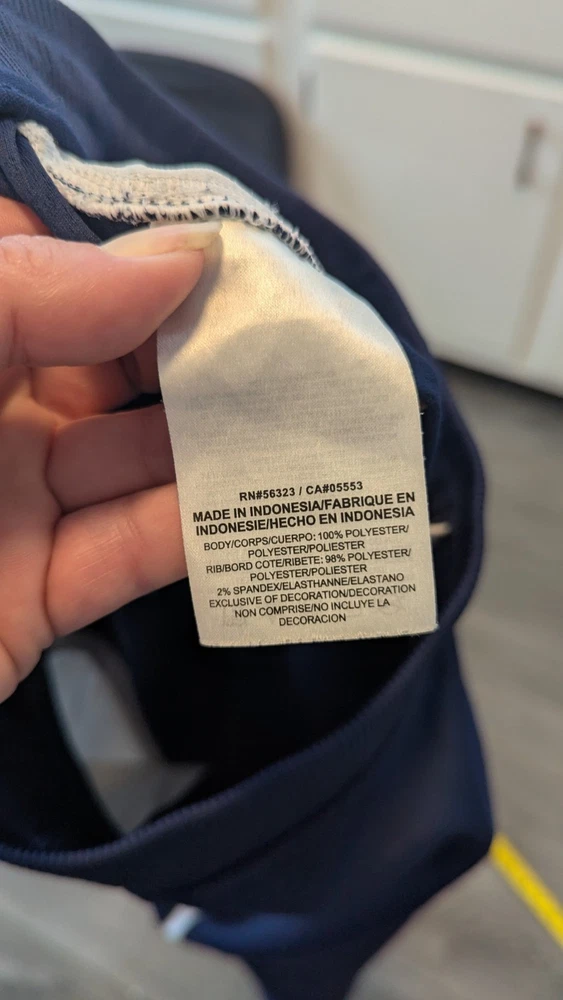 RN#56323 / CA#05553
MADE IN INDONESIA/FABRIQUE EN
INDONESIE/HECHO EN INDONESIA
BODY/CORPS/CUERPO: 100% POLYESTER/
POLYESTER/POLIESTER
RIB/BORD COTE/RIBETE: 98% POLYESTER/
POLYESTER/POLIESTER
2% SPANDEX/ELASTHANNE/ELASTANO
EXCLUSIVE OF DECORATION/DECORATION
NON COMPRISE/NO INCLUYE LA
DECORACION